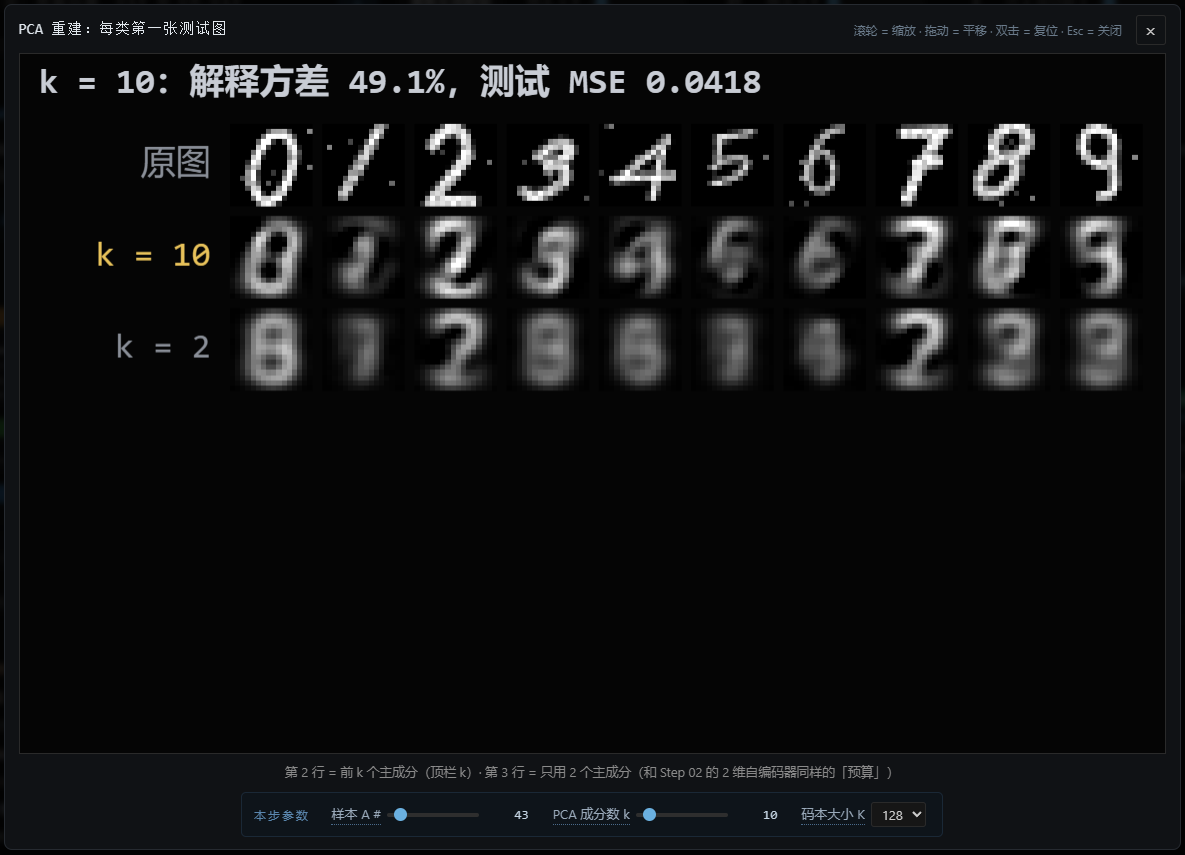 PCA 重建：每类第一张测试图
滚轮 = 缩放 · 拖动 = 平移 · 双击 = 复位 · Esc = 关闭
×
k = 10：解释方差 49.1%，测试 MSE 0.0418
原图 0 1 2 3 4 5 6 7 8 9
k = 10
k = 2
第 2 行 = 前 k 个主成分（顶栏 k）· 第 3 行 = 只用 2 个主成分（和 Step 02 的 2 维自编码器同样的「预算」）
本步参数 样本 A # 43 PCA 成分数 k 10 码本大小 K 128